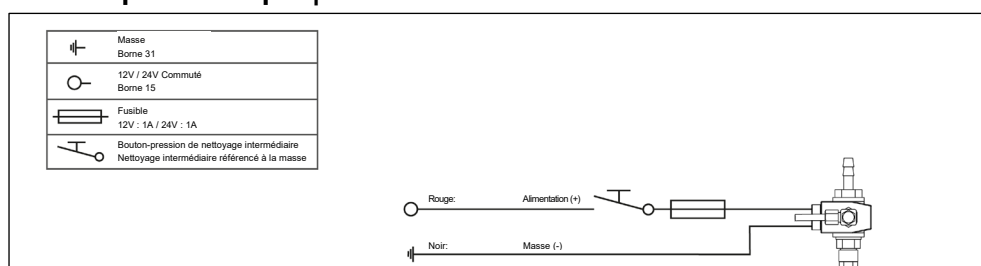 Masse
Borne 31
12V / 24V Commuté
Borne 15
Fusible
12V : 1A / 24V : 1A
Bouton-pression de nettoyage intermédiaire
Nettoyage intermédiaire référencé à la masse
Rouge: Alimentation (+)
Noir: Masse (-)